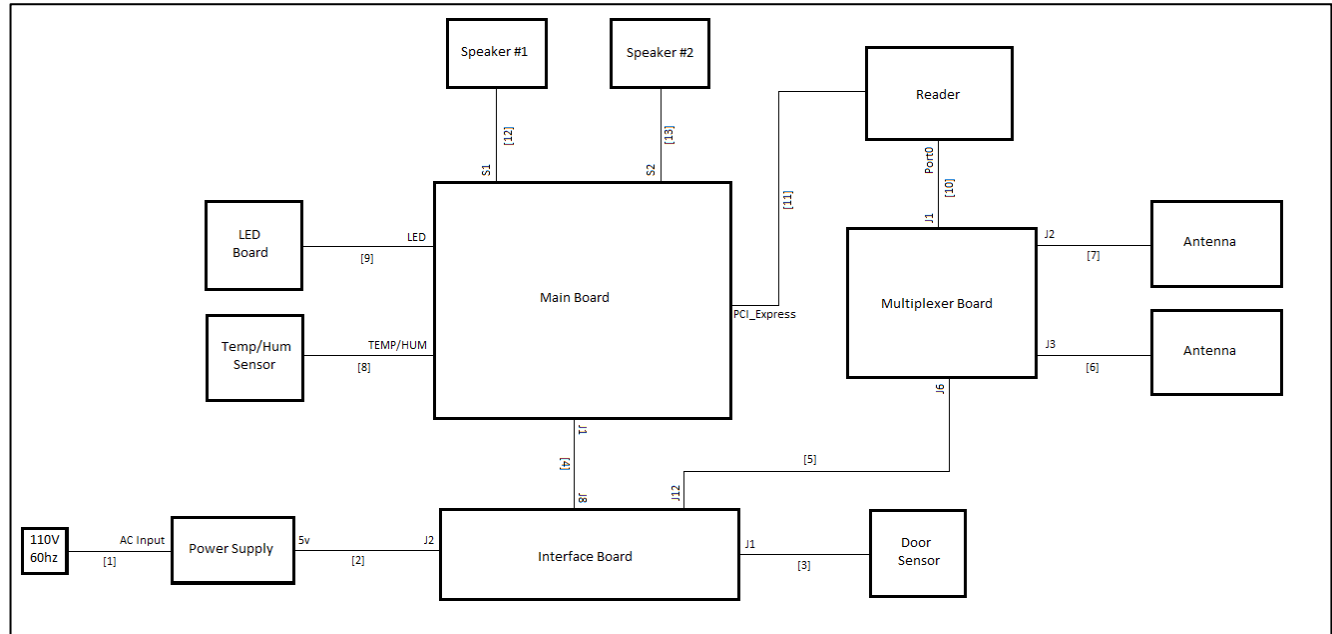 Speaker #1
Speaker #2
Reader
[12]
[13]
S1
S2
Port0
[10]
[11]
J1
LED
Board
LED
[9]
Main Board
PCI_Express
Multiplexer Board
J2
[7]
Antenna
Temp/Hum
Sensor
TEMP/HUM
[8]
J3
[6]
Antenna
J6
J1
[4]
J8
[5]
J12
110V
60hz
AC Input
[1]
Power Supply
5v
[2]
J2
Interface Board
J1
[3]
Door
Sensor